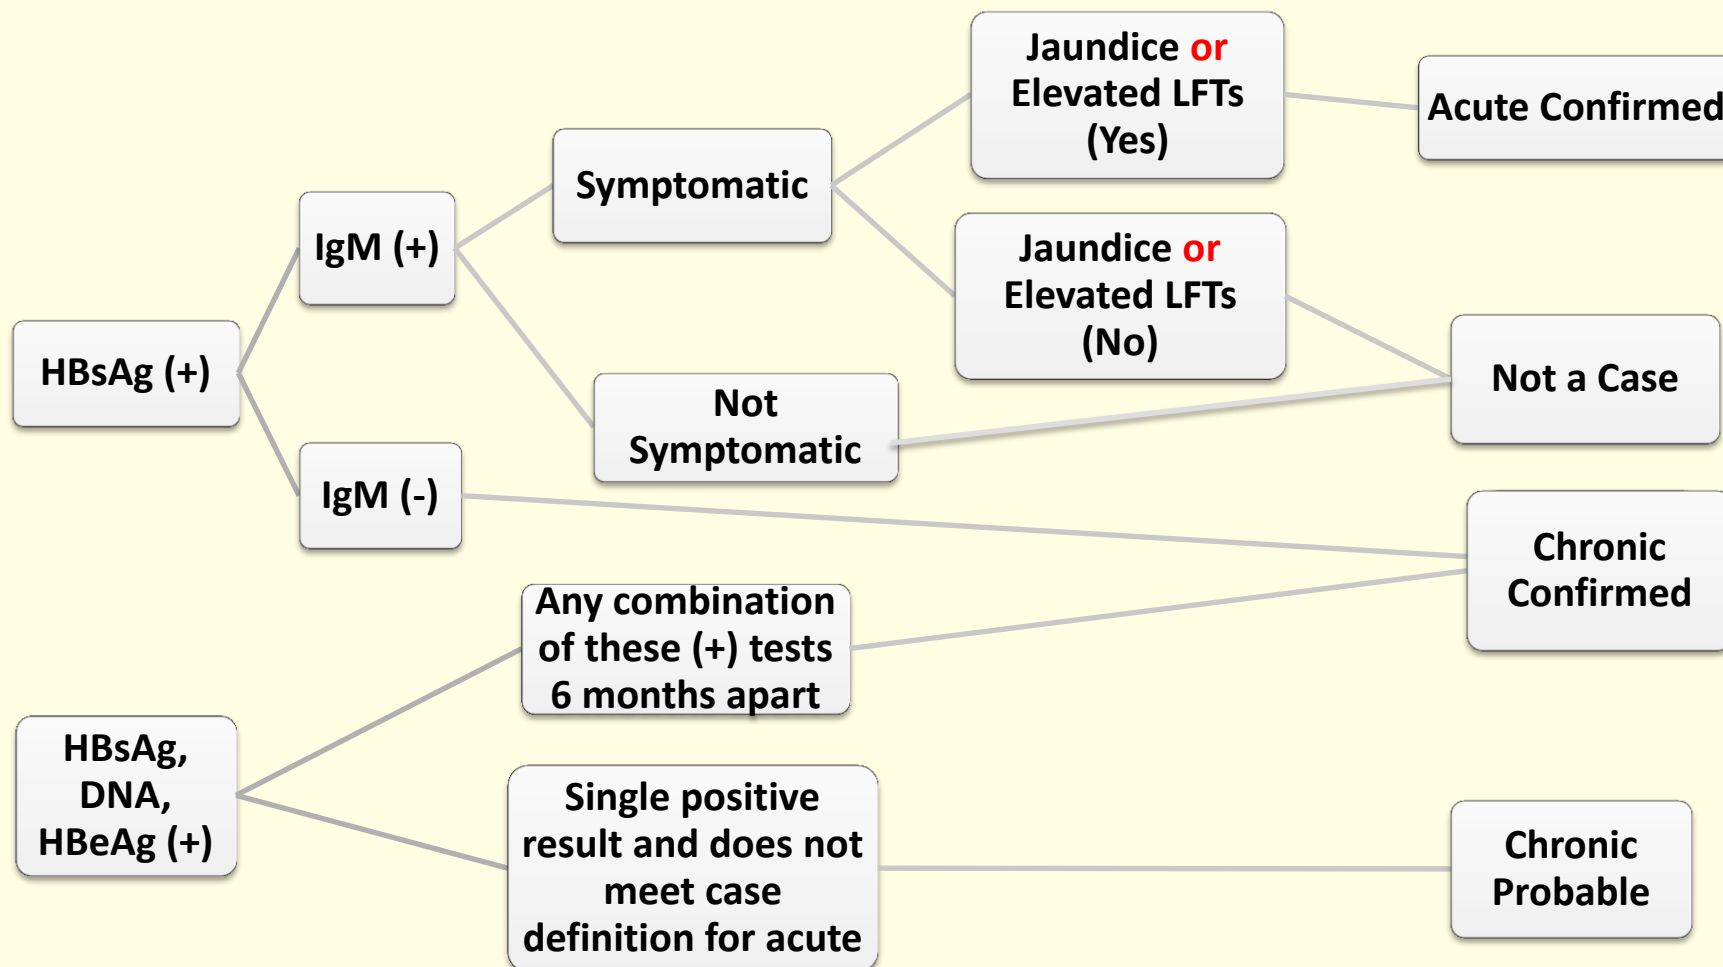 HBsAg (+)
IgM (+)
IgM (-)
Symptomatic
Not
Symptomatic
Jaundice or
Elevated LFTs
(Yes)
Jaundice or
Elevated LFTs
(No)
Acute Confirmed
Not a Case
Chronic
Confirmed
HBsAg,
DNA,
HBeAg (+)
Any combination
of these (+) tests
6 months apart
Single positive
result and does not
meet case
definition for acute
Chronic
Probable